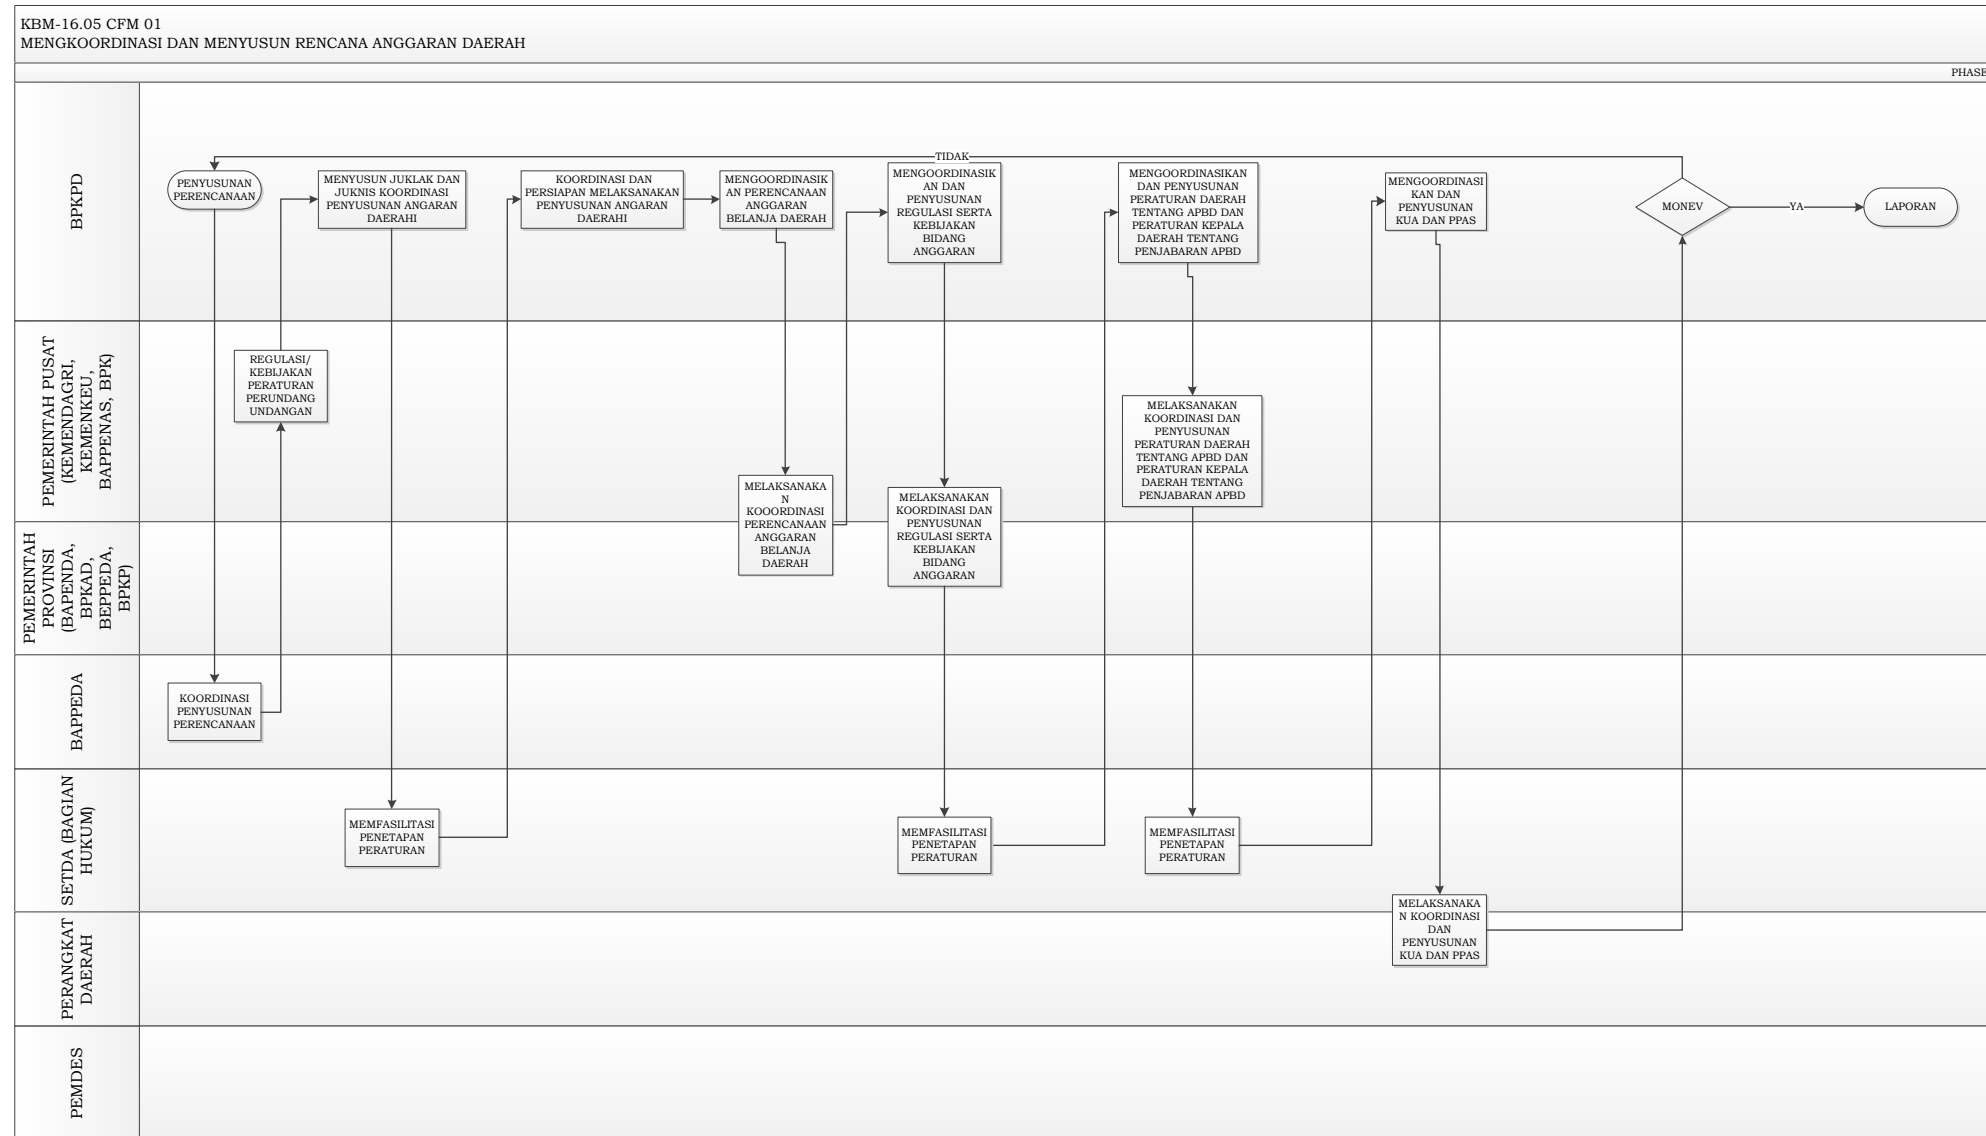 KBM-16.05 CFM 01
MENGKOORDINASI DAN MENYUSUN RENCANA ANGGARAN DAERAH
PHASE
BPKPD
TIDAK
PENYUSUNAN
PERENCANAAN
MENYUSUN JUKLAK DAN
JUKNIS KOORDINASI
PENYUSUNAN ANGARAN
DAERAHI
KOORDINASI DAN
PERSIAPAN MELAKSANAKAN
PENYUSUNAN ANGARAN
DAERAHI
MENGOORDINASIK
AN PERENCANAAN
ANGGARAN
BELANJA DAERAH
MENGOORDINASIK
AN DAN
PENYUSUNAN
REGULASI SERTA
KEBIJAKAN
BIDANG
ANGGARAN
MENGOORDINASIKAN
DAN PENYUSUNAN
PERATURAN DAERAH
TENTANG APBD DAN
PERATURAN KEPALA
DAERAH TENTANG
PENJABARAN APBD
MENGOORDINASI
KAN DAN
PENYUSUNAN
KUA DAN PPAS
MONEV
YA
LAPORAN
PEMERINTAH PUSAT
(KEMENDAGRI,
KEMENKEU,
BAPPENAS, BPK)
REGULASI/
KEBIJAKAN
PERATURAN
PERUNDANG
UNDANGAN
MELAKSANAKA
N
KOOORDINASI
PERENCANAAN
ANGGARAN
BELANJA
DAERAH
MELAKSANAKAN
KOORDINASI DAN
PENYUSUNAN
REGULASI SERTA
KEBIJAKAN
BIDANG
ANGGARAN
MELAKSANAKAN
KOORDINASI DAN
PENYUSUNAN
PERATURAN DAERAH
TENTANG APBD DAN
PERATURAN KEPALA
DAERAH TENTANG
PENJABARAN APBD
PEMERINTAH
PROVINSI
(BAPENDA,
BPKAD,
BEPPEDA,
BPKP)
BAPPEDA
KOORDINASI
PENYUSUNAN
PERENCANAAN
SETDA (BAGIAN
HUKUM)
MEMFASILITASI
PENETAPAN
PERATURAN
MEMFASILITASI
PENETAPAN
PERATURAN
MEMFASILITASI
PENETAPAN
PERATURAN
MELAKSANAKA
N KOORDINASI
DAN
PENYUSUNAN
KUA DAN PPAS
PERANGKAT
DAERAH
PEMDES